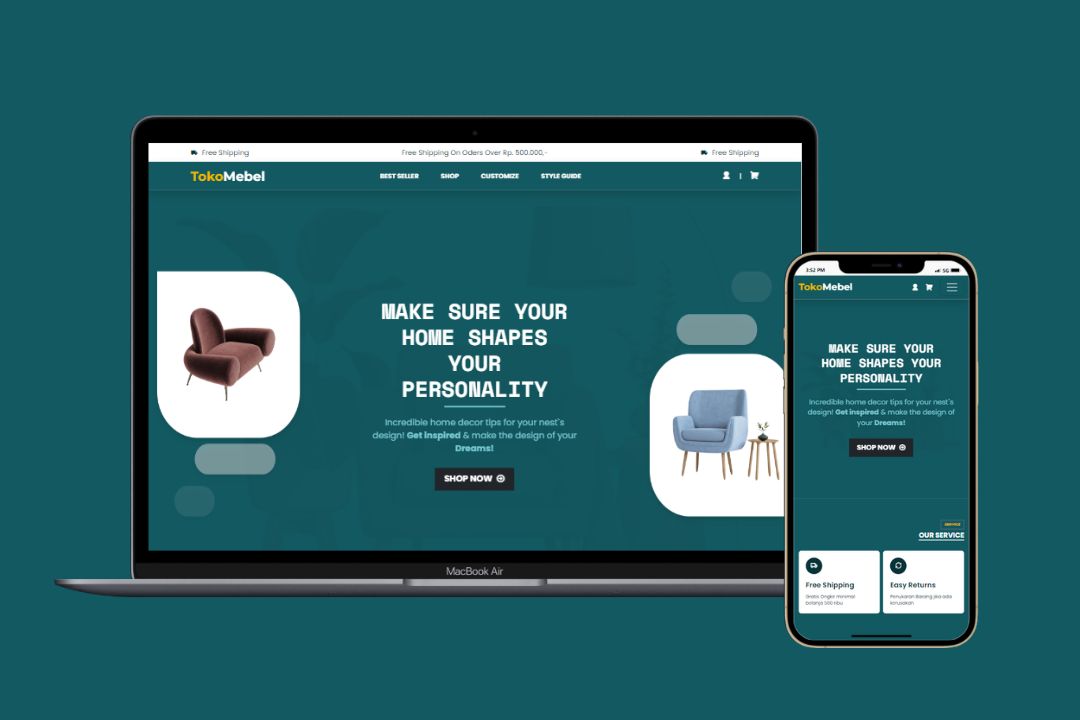 Free Shipping
Free Shipping On Oders Over Rp. 500.000,-
Free Shipping
TokoMebel
BEST SELLER
SHOP
CUSTOMIZE
STYLE GUIDE
MAKE SURE YOUR
HOME SHAPES
YOUR
PERSONALITY
Incredible home decor tips for your nest's
design! Get inspired & make the design of your
Dreams!
SHOP NOW
MacBook Air
3:52 PM
5G
TokoMebel
MAKE SURE YOUR
HOME SHAPES YOUR
PERSONALITY
Incredible home decor tips for your nest's
design! Get inspired & make the design of
your Dreams!
SHOP NOW
SERVICE
OUR SERVICE
Free Shipping
Gratis Ongkir minimal
belanja 500 ribu
Easy Returns
Penukaran Barang jika ada
kerusakan